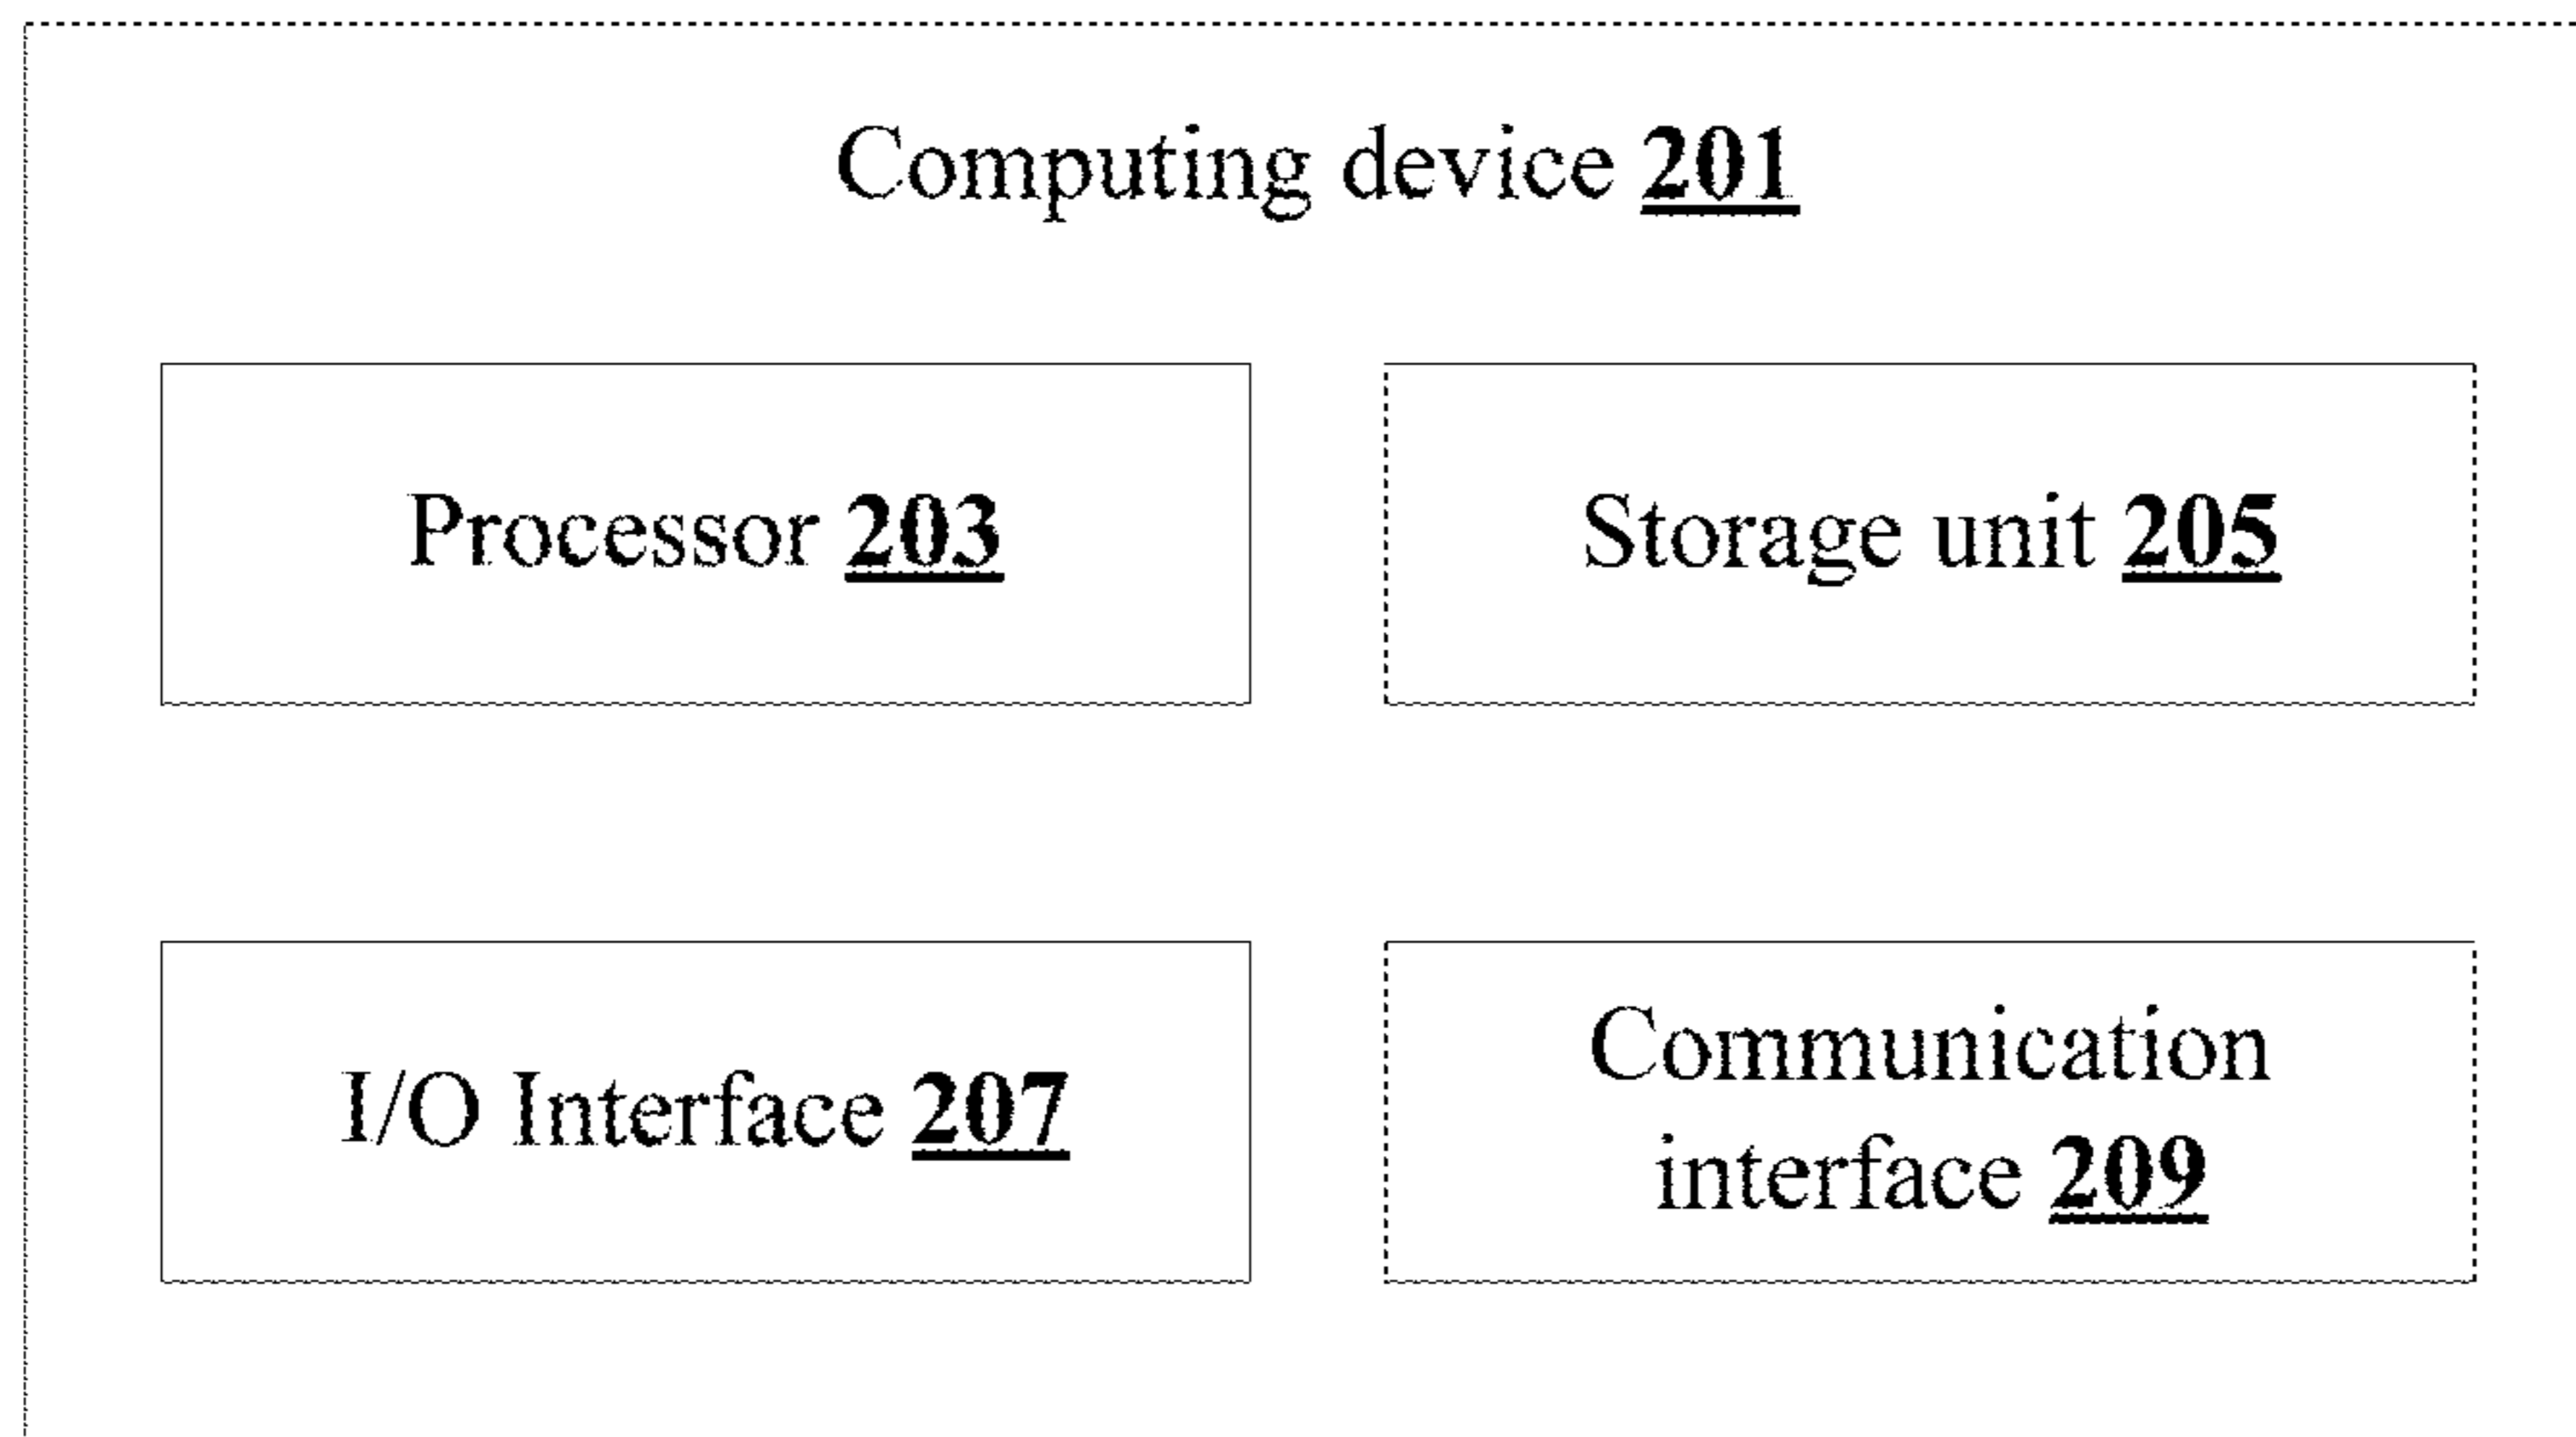 Computing device 201
Processor 203
Storage unit 205
I/O Interface 207
Communication
interface 209